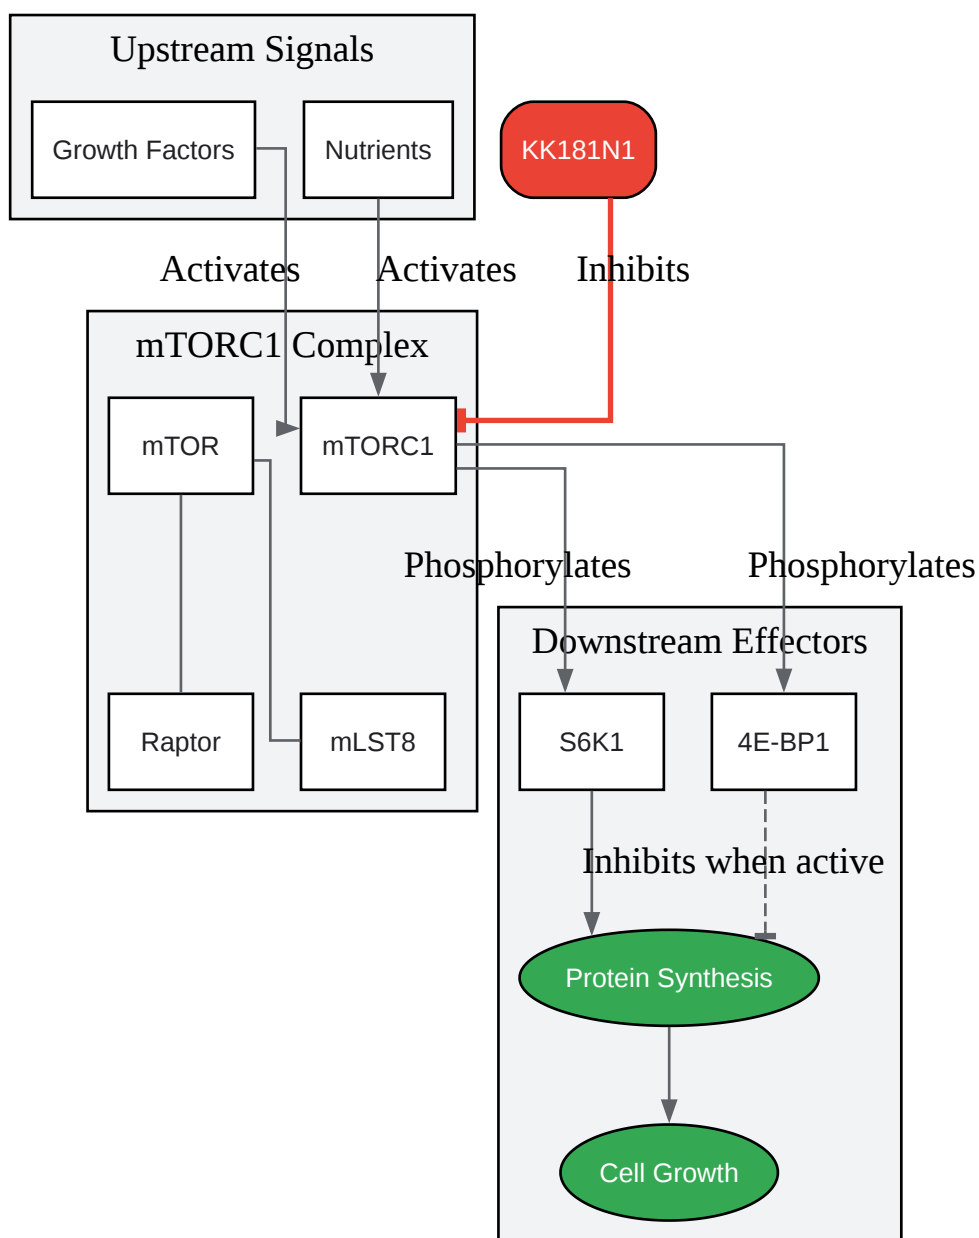 Upstream Signals
Growth Factors
Nutrients
KK181N1
Activates
Activates
Inhibits
mTORC1 Complex
mTOR
mTORC1
Phosphorylates
Phosphorylates
Downstream Effectors
Raptor
mLST8
S6K1
4E-BP1
Inhibits when active
Protein Synthesis
Cell Growth